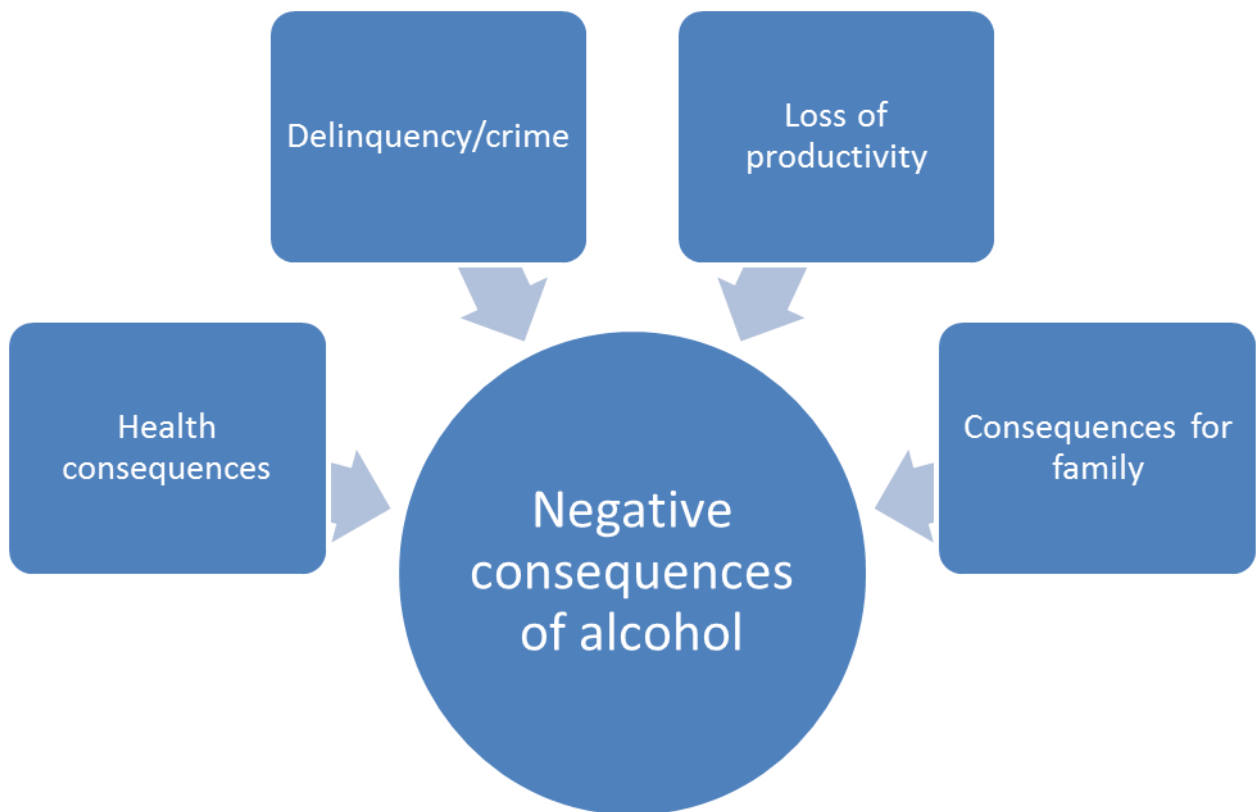 Delinquency/crime
Loss of
productivity
Health
consequences
Consequences for
family
Negative
consequences
of alcohol